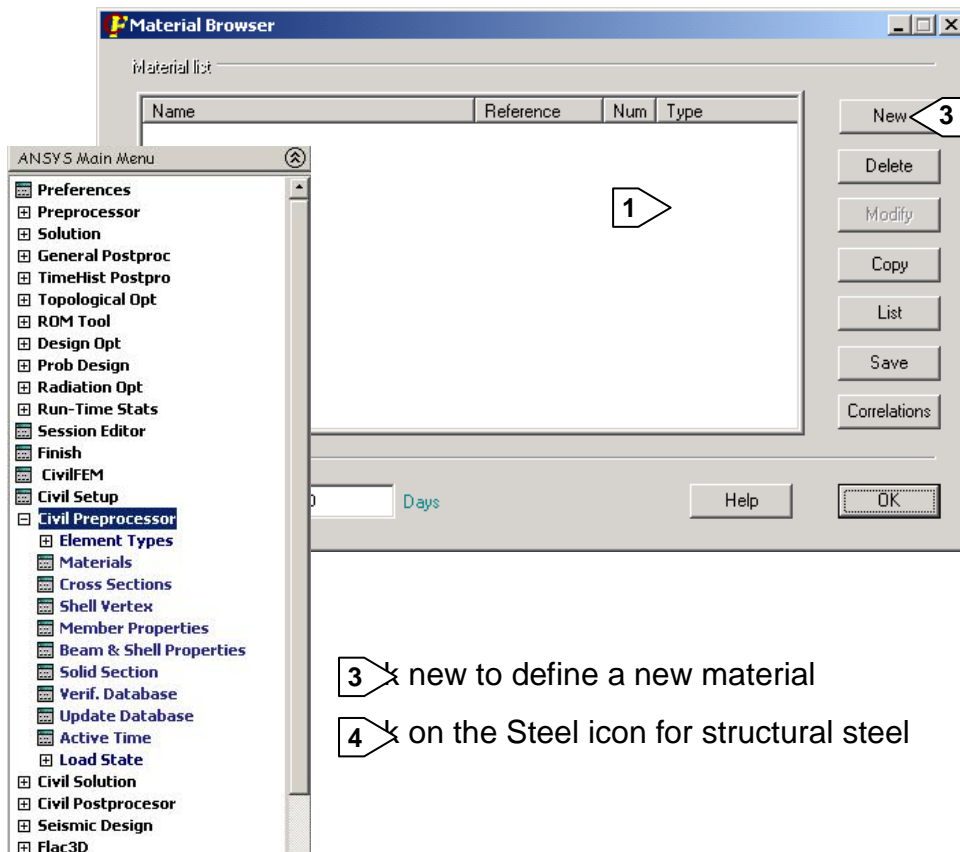 Material Browser
Material list
Name Reference Num Type
New
3
Delete
Modify
Copy
List
Save
Correlations
1
Days
Help
OK
ANSYS Main Menu
Preferences
Preprocessor
Solution
General Postproc
TimeHist Postpro
Topological Opt
ROM Tool
Design Opt
Prob Design
Radiation Opt
Run-Time Stats
Session Editor
Finish
CivilFEM
Civil Setup
Civil Preprocessor
Element Types
Materials
Cross Sections
Shell Vertex
Member Properties
Beam & Shell Properties
Solid Section
Verif. Database
Update Database
Active Time
Load State
Civil Solution
Civil Postprocesor
Seismic Design
Flac3D
3 k new to define a new material
4 k on the Steel icon for structural steel